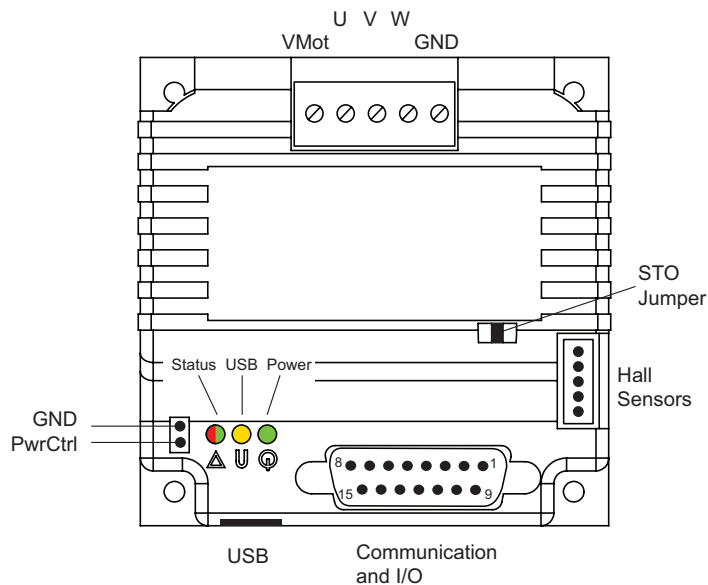 U V W
VMot GND
STO
Jumper
Status USB Power
Hall
Sensors
GND
PwrCtrl
8 1
15 9
USB
Communication
and I/O